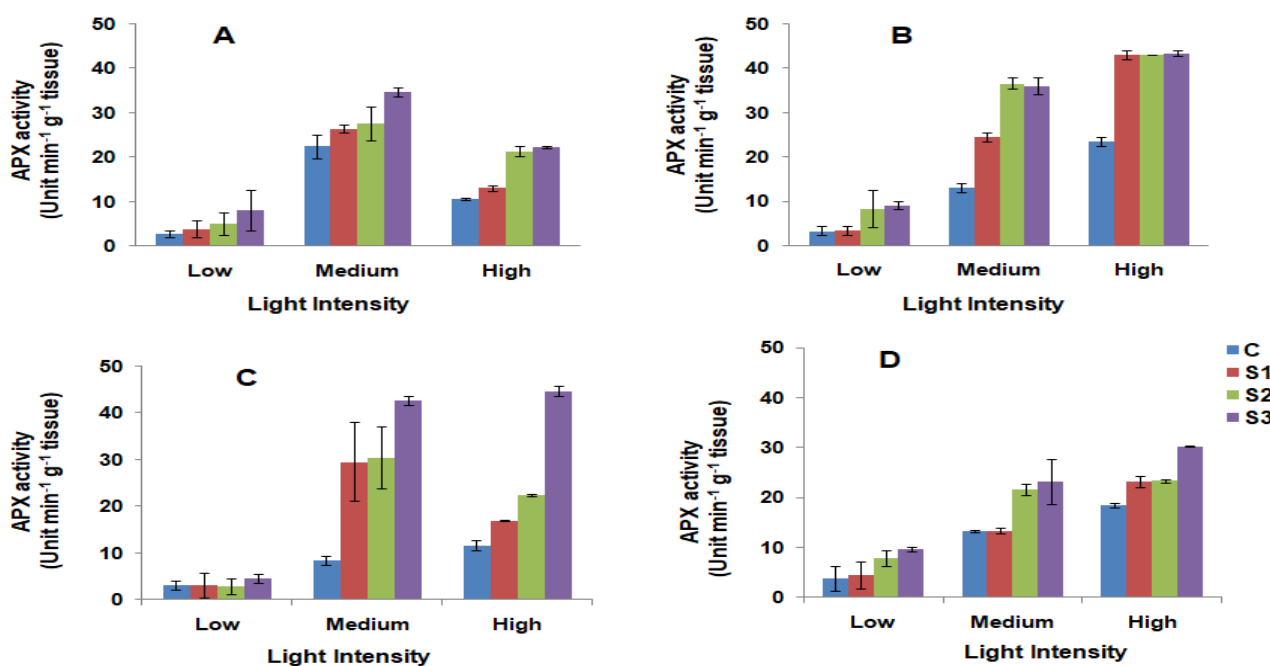 A
APX activity
(Unit min-1 g-1 tissue)
50
40
30
20
10
0
Low Medium High
Light Intensity
B
APX activity
(Unit min-1 g-1 tissue)
50
40
30
20
10
0
Low Medium High
Light Intensity
C
APX activity
(Unit min-1 g-1 tissue)
50
40
30
20
10
0
Low Medium High
Light Intensity
D
APX activity
(Unit min-1 g-1 tissue)
50
40
30
20
10
0
Low Medium High
Light Intensity
C
S1
S2
S3